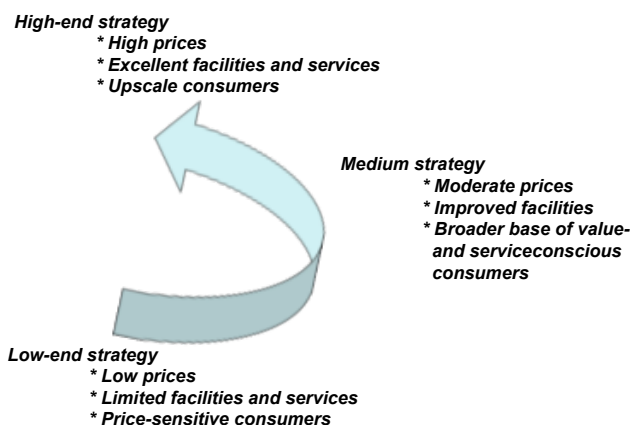 High-end strategy
* High prices
* Excellent facilities and services
* Upscale consumers
Medium strategy
* Moderate prices
* Improved facilities
* Broader base of value-
and serviceconscious
consumers
Low-end strategy
* Low prices
* Limited facilities and services
* Price-sensitive consumers